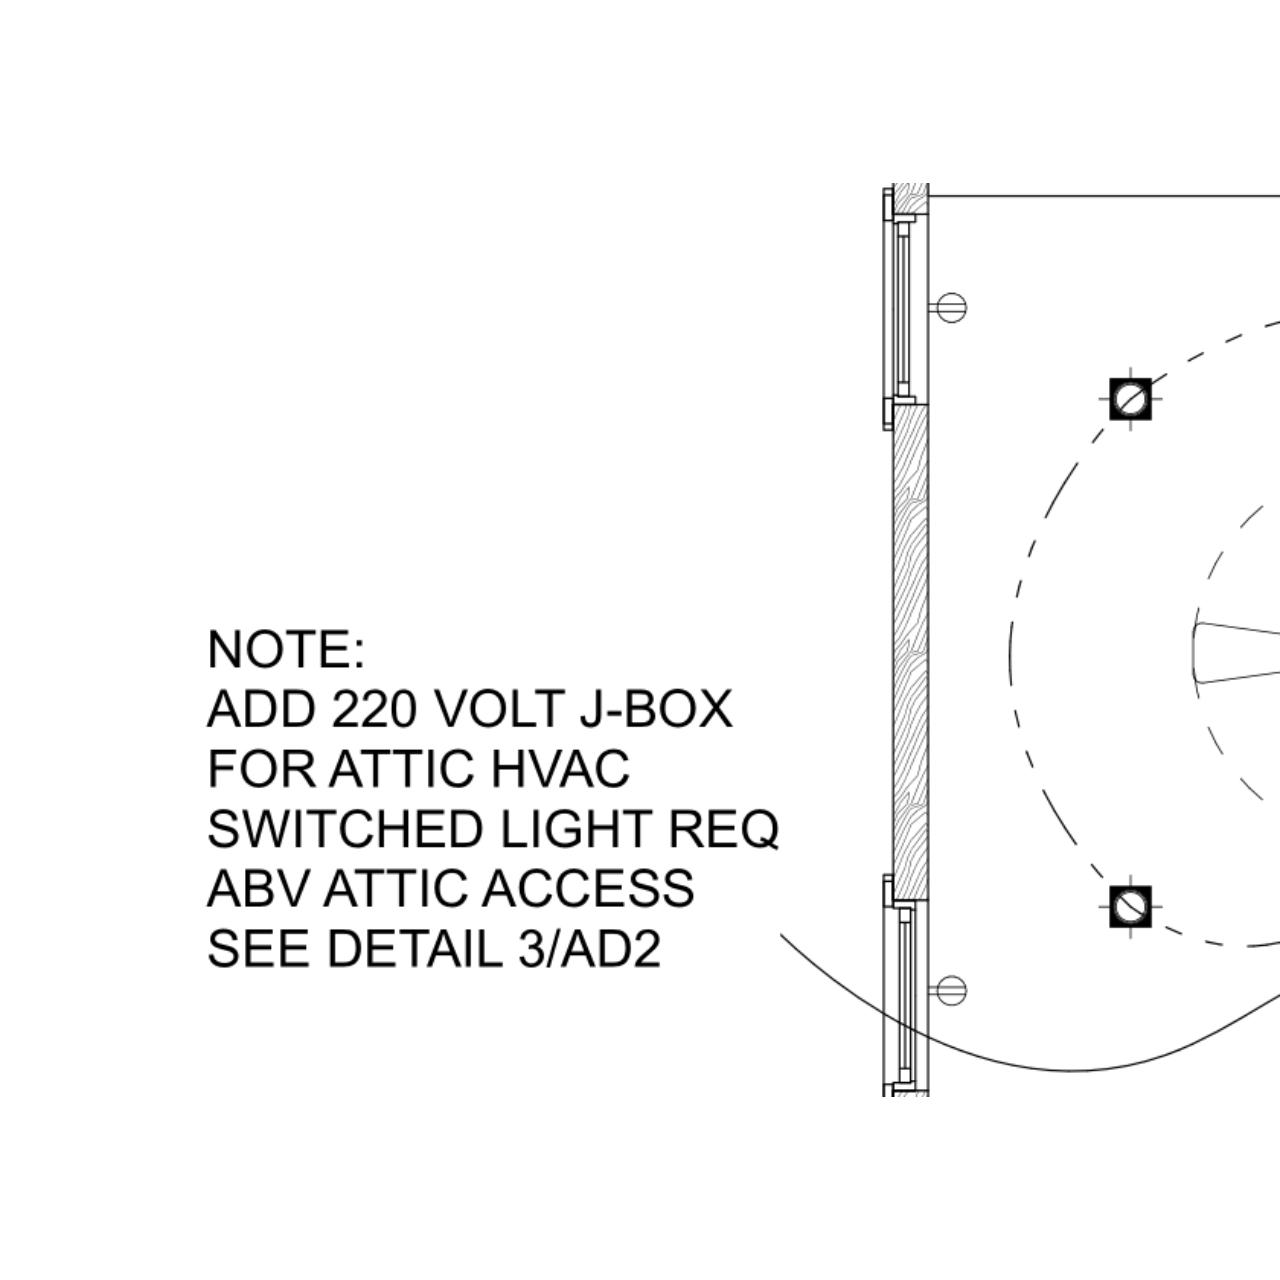 NOTE:
ADD 220 VOLT J-BOX
FOR ATTIC HVAC
SWITCHED LIGHT REQ
ABV ATTIC ACCESS
SEE DETAIL 3/AD2